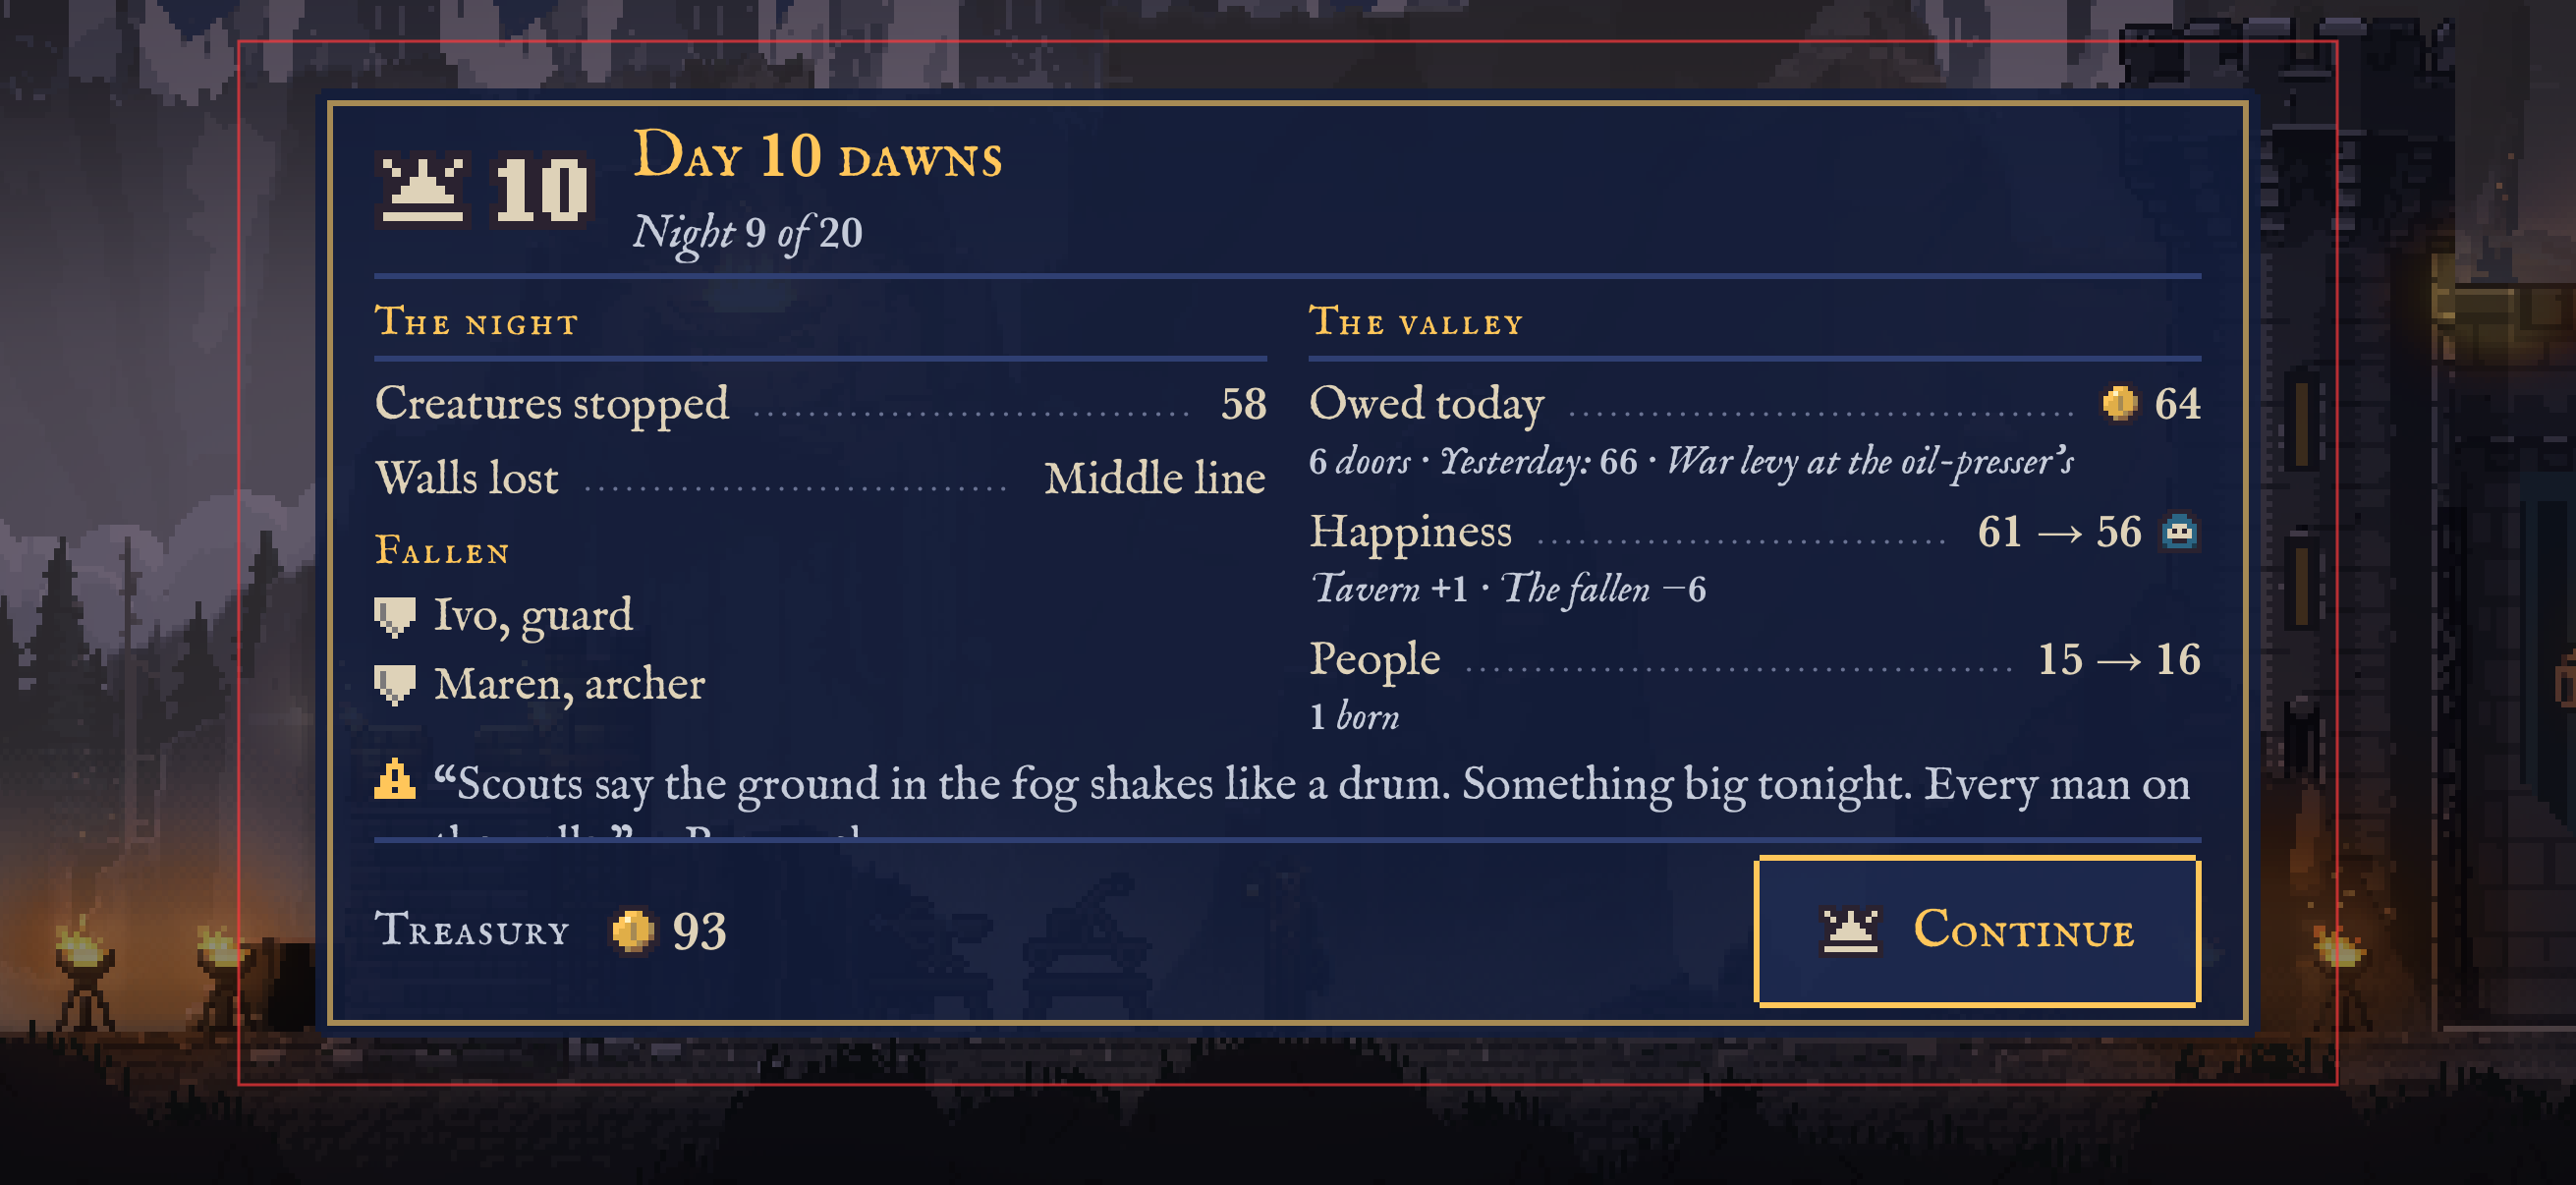 10
Day 10 dawns
Night 9 of 20
The night
Creatures stopped 58
Walls lost Middle line
Fallen
Ivo, guard
Maren, archer
The valley
Owed today 64
6 doors · Yesterday: 66 · War levy at the oil-presser's
Happiness 61 → 56
Tavern +1 · The fallen −6
People 15 → 16
1 born
“Scouts say the ground in the fog shakes like a drum. Something big tonight. Every man on
Treasury 93
Continue